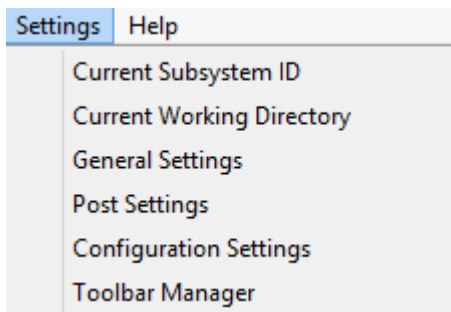 Settings Help
Current Subsystem ID
Current Working Directory
General Settings
Post Settings
Configuration Settings
Toolbar Manager